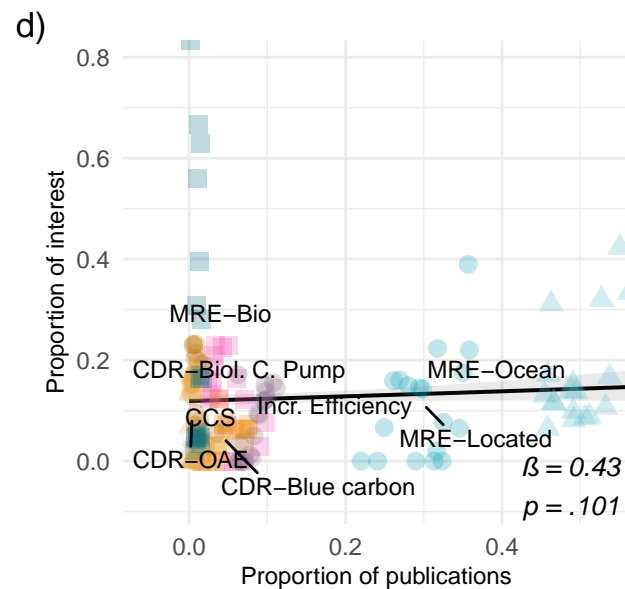 d)
0.8
0.6
0.4
0.2
0.0
Proportion of interest
MRE−Bio
CDR−Biol. C. Pump
MRE−Ocean
Incr. Efficiency
CCS
MRE−Located
CDR−OAE
CDR−Blue carbon
ß = 0.43
p = .101
0.0
0.2
0.4
Proportion of publications